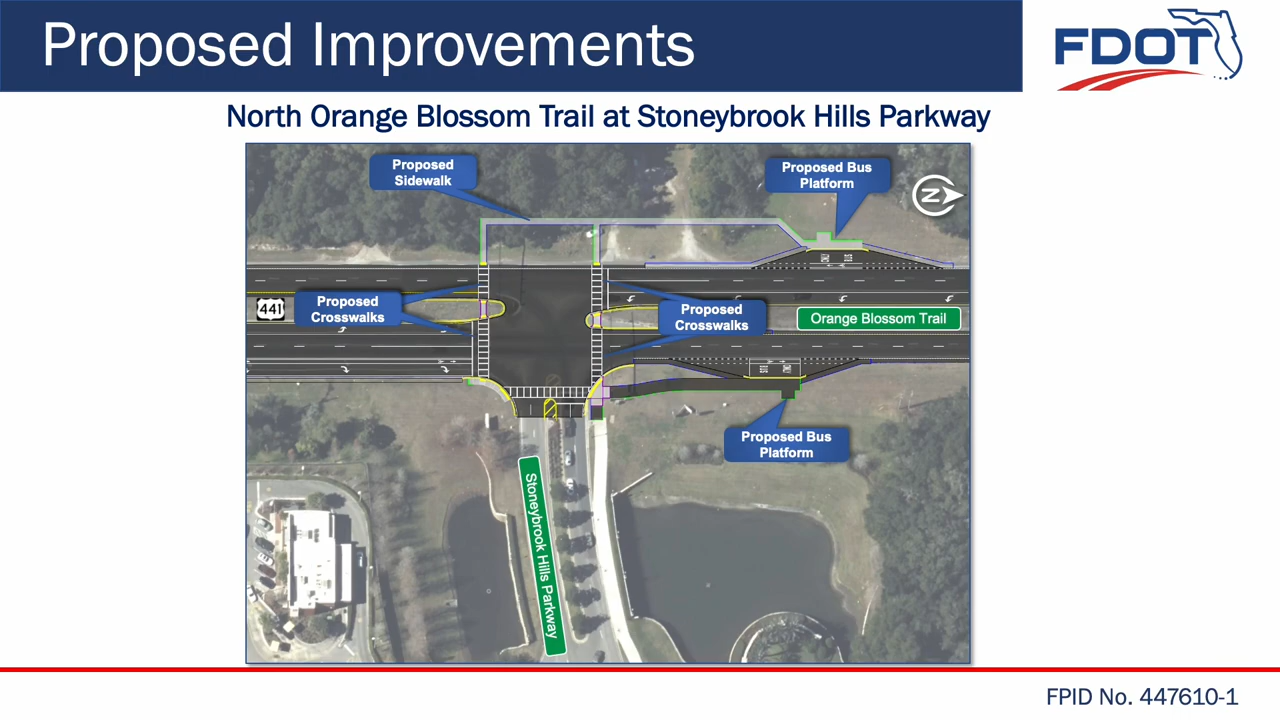 Proposed Improvements
FDOT
North Orange Blossom Trail at Stoneybrook Hills Parkway
Proposed
Sidewalk
Proposed Bus
Platform
N
441
Proposed
Crosswalks
Proposed
Crosswalks
Orange Blossom Trail
Proposed Bus
Platform
Stoneybrook Hills Parkway
FPID No. 447610-1